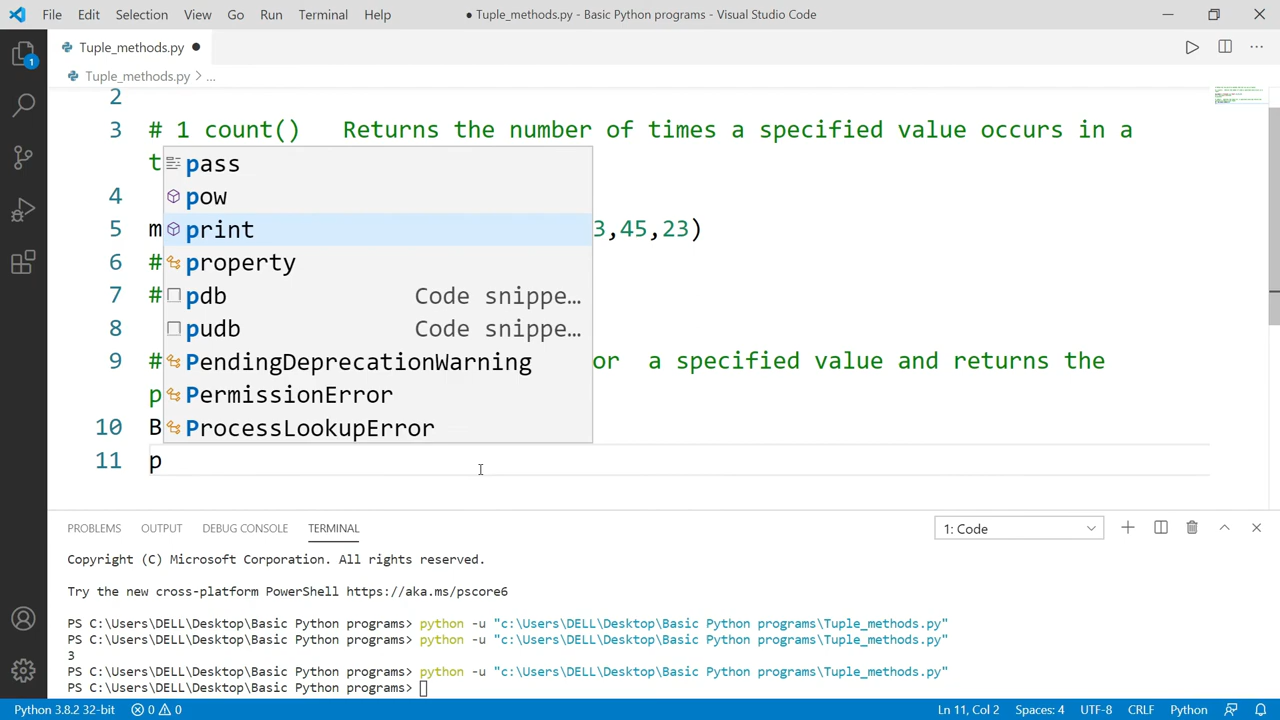 File Edit Selection View Go Run Terminal Help ● Tuple_methods.py - Basic Python programs - Visual Studio Code
Tuple_methods.py ●
Tuple_methods.py > ...
1
2
3 # 1 count() Returns the number of times a specified value occurs in a
t
pass
4
pow
5 m 3,45,23)
print
6 #
property
7 #
pdb Code snippe…
8
pudb Code snippe…
9 # or a specified value and returns the
PendingDeprecationWarning
p
PermissionError
10 B
ProcessLookupError
11 p
PROBLEMS OUTPUT DEBUG CONSOLE TERMINAL 1: Code
Copyright (C) Microsoft Corporation. All rights reserved.
Try the new cross-platform PowerShell https://aka.ms/pscore6
PS C:\Users\DELL\Desktop\Basic Python programs> python -u "c:\Users\DELL\Desktop\Basic Python programs\Tuple_methods.py"
PS C:\Users\DELL\Desktop\Basic Python programs> python -u "c:\Users\DELL\Desktop\Basic Python programs\Tuple_methods.py"
3
PS C:\Users\DELL\Desktop\Basic Python programs> python -u "c:\Users\DELL\Desktop\Basic Python programs\Tuple_methods.py"
PS C:\Users\DELL\Desktop\Basic Python programs>
Python 3.8.2 32-bit 0 0 Ln 11, Col 2 Spaces: 4 UTF-8 CRLF Python